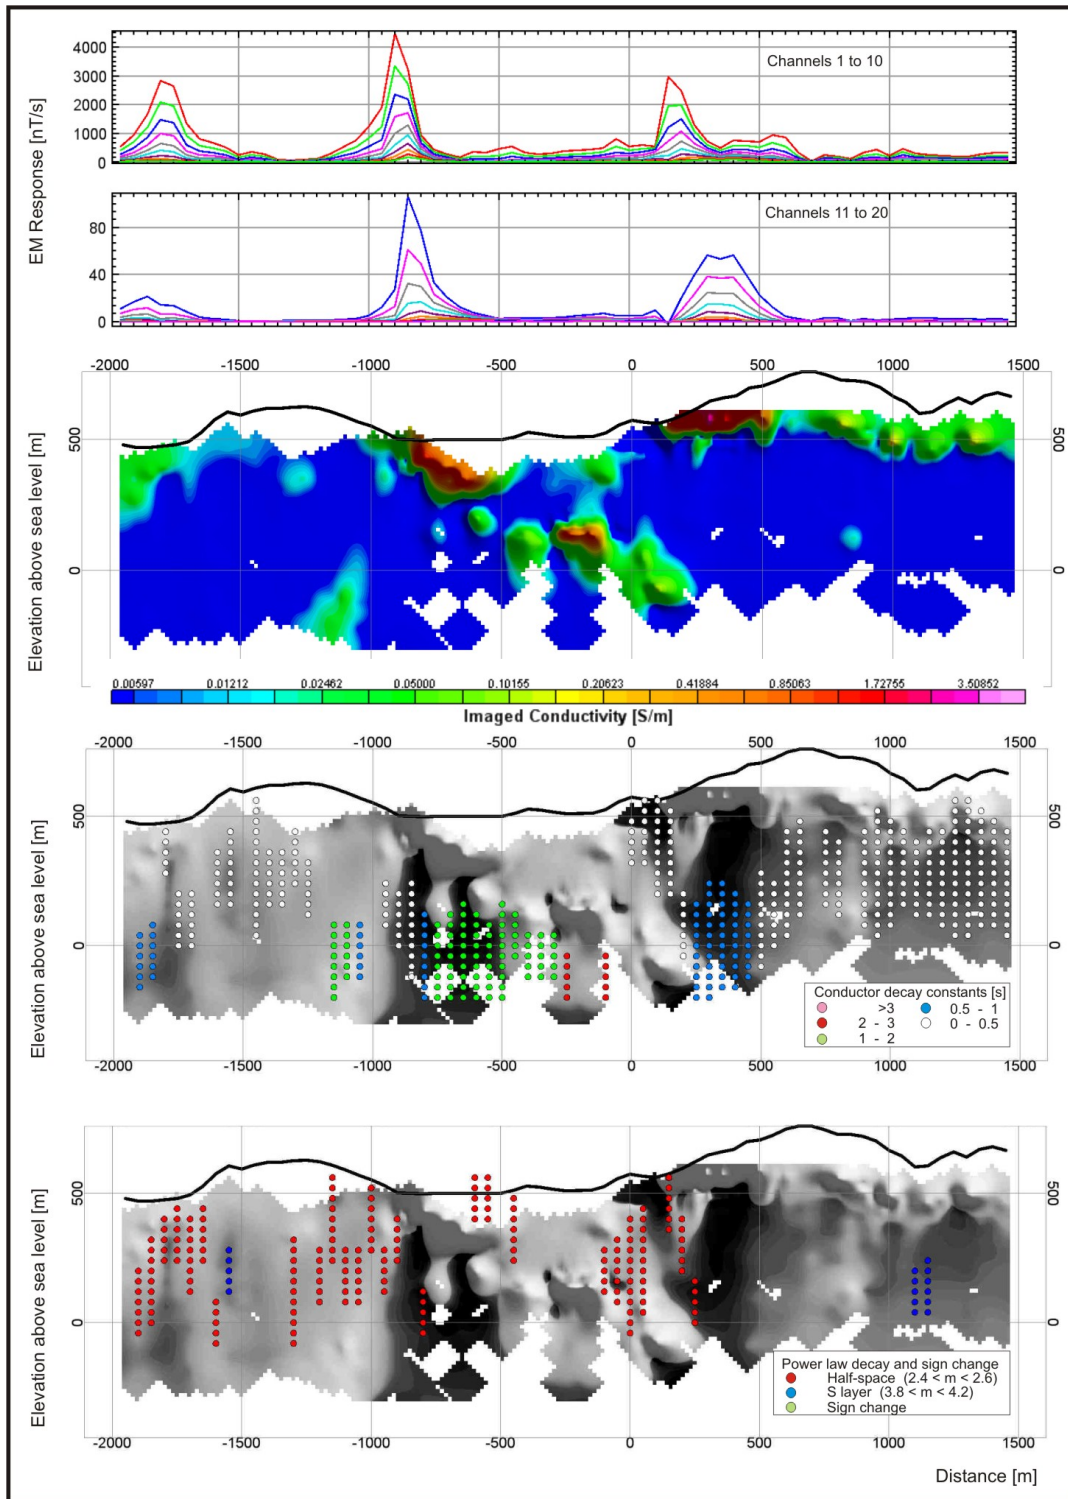 4000
3000
2000
1000
0
Channels 1 to 10
EM Response [nT/s]
80
40
0
Channels 11 to 20
-2000 -1500 -1000 -500 0 500 1000 1500
500
0
500
0
Elevation above sea level [m]
0.00597 0.01212 0.02462 0.05000 0.10155 0.20623 0.41884 0.85063 1.72755 3.50852
Imaged Conductivity [S/m]
-2000 -1500 -1000 -500 0 500 1000 1500
500
0
500
0
Elevation above sea level [m]
Conductor decay constants [s]
>3 0.5 - 1
2 - 3 0 - 0.5
1 - 2
-2000 -1500 -1000 -500 0 500 1000 1500
500
0
500
0
Elevation above sea level [m]
Power law decay and sign change
Half-space (2.4 < m < 2.6)
S layer (3.8 < m < 4.2)
Sign change
-2000 -1500 -1000 -500 0 500 1000 1500
Distance [m]